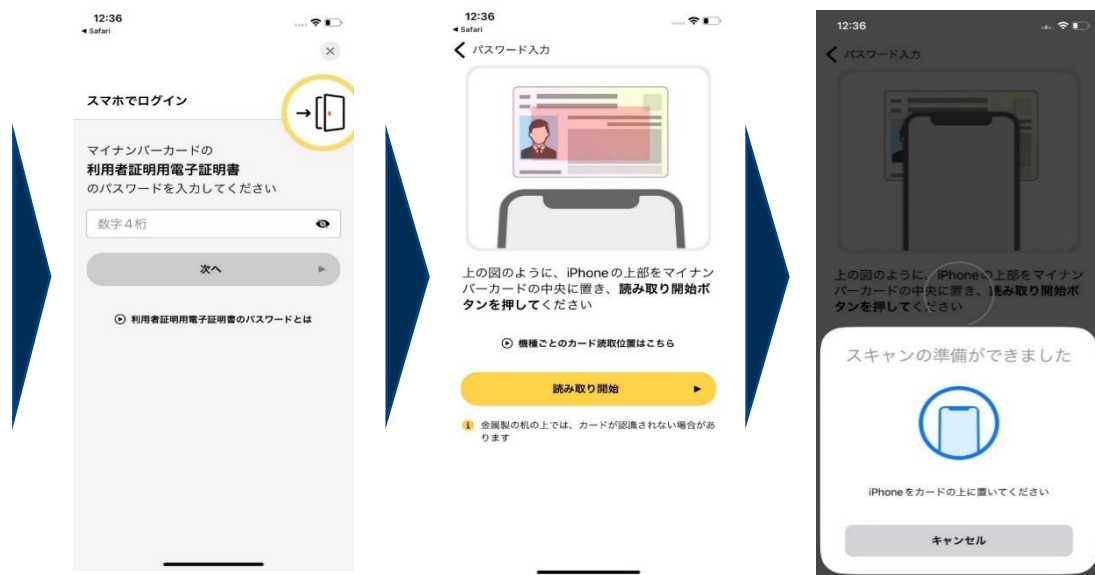 12:36
◀ Safari
スマホでログイン
マイナンバーカードの
利用者証明用電子証明書
のパスワードを入力してください
数字4桁
次へ
利用者証明用電子証明書のパスワードとは
12:36
◀ Safari
パスワード入力
上の図のように、iPhoneの上部をマイナン
バーカードの中央に置き、読み取り開始ボ
タンを押してください
機種ごとのカード読取位置はこちら
読み取り開始
金属製の机の上では、カードが認識されない場合があ
ります
12:36
パスワード入力
上の図のように、iPhoneの上部をマイナン
バーカードの中央に置き、読み取り開始ボ
タンを押してください
スキャンの準備ができました
iPhoneをカードの上に置いてください
キャンセル